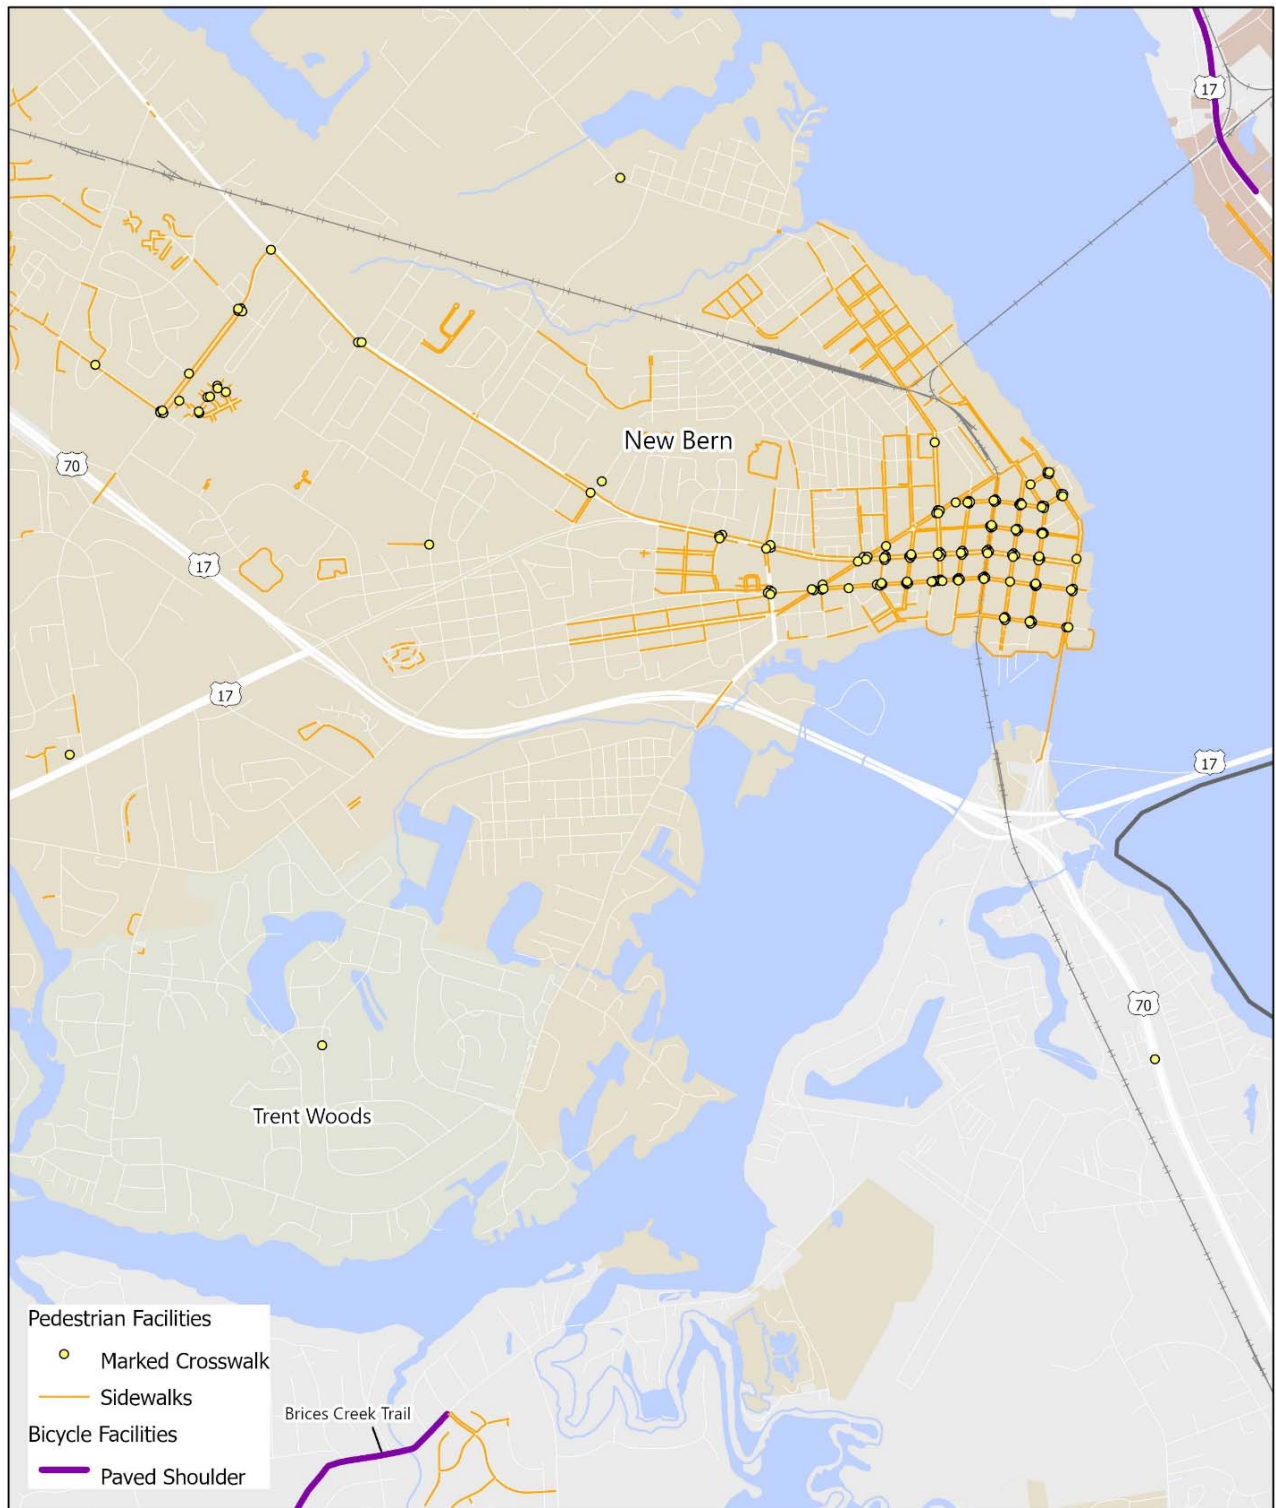 17
New Bern
70
17
17
17
70
Trent Woods
Pedestrian Facilities
Marked Crosswalk
Sidewalks
Brices Creek Trail
Bicycle Facilities
Paved Shoulder